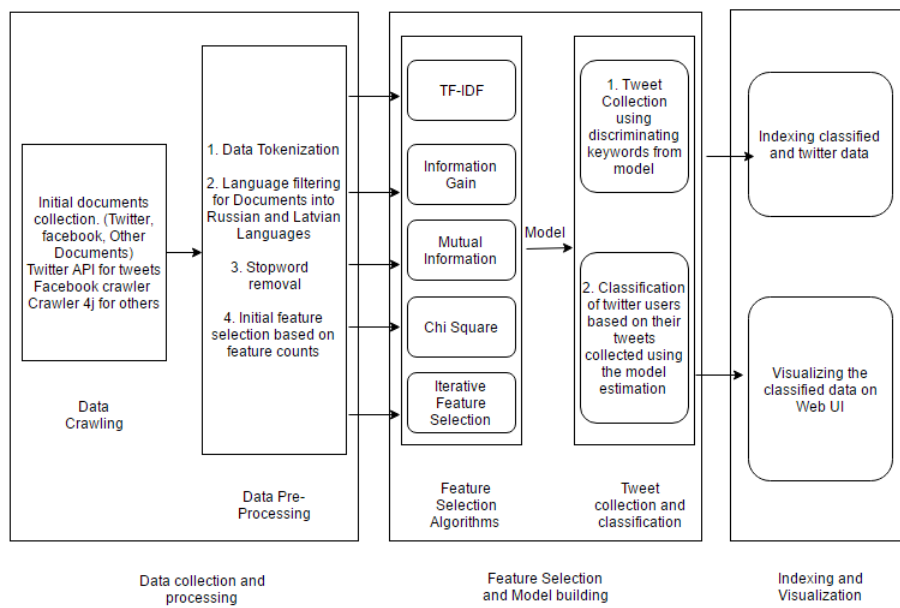 Initial documents
collection. (Twitter,
facebook, Other
Documents)
Twitter API for tweets
Facebook crawler
Crawler 4j for others
Data
Crawling
1. Data Tokenization
2. Language filtering
for Documents into
Russian and Latvian
Languages
3. Stopword
removal
4. Initial feature
selection based on
feature counts
Data Pre-
Processing
Data collection and
processing
TF-IDF
Information
Gain
Mutual
Information
Chi Square
Iterative
Feature
Selection
Feature
Selection
Algorithms
Model
1. Tweet
Collection
using
discriminating
keywords from
model
2. Classification
of twitter users
based on their
tweets
collected using
the model
estimation
Tweet
collection and
classification
Feature Selection
and Model building
Indexing classified
and twitter data
Visualizing the
classified data on
Web UI
Indexing and
Visualization